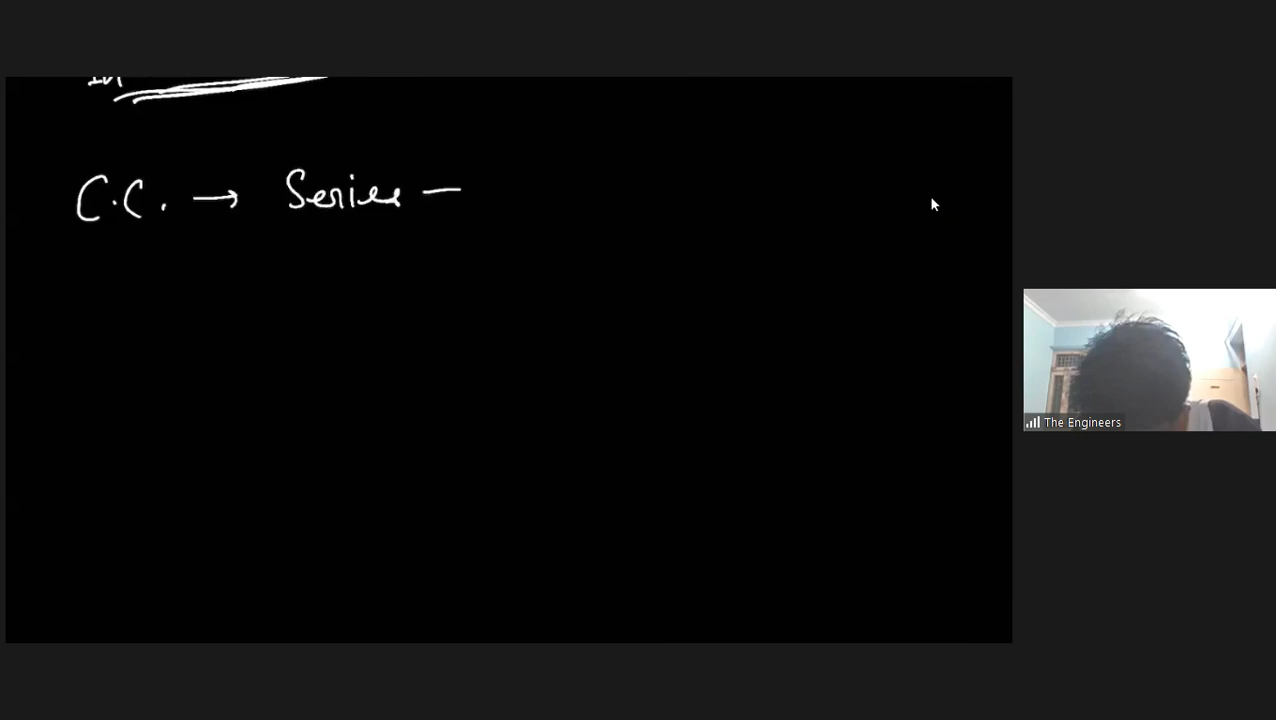 C.C. → Series —
The Engineers